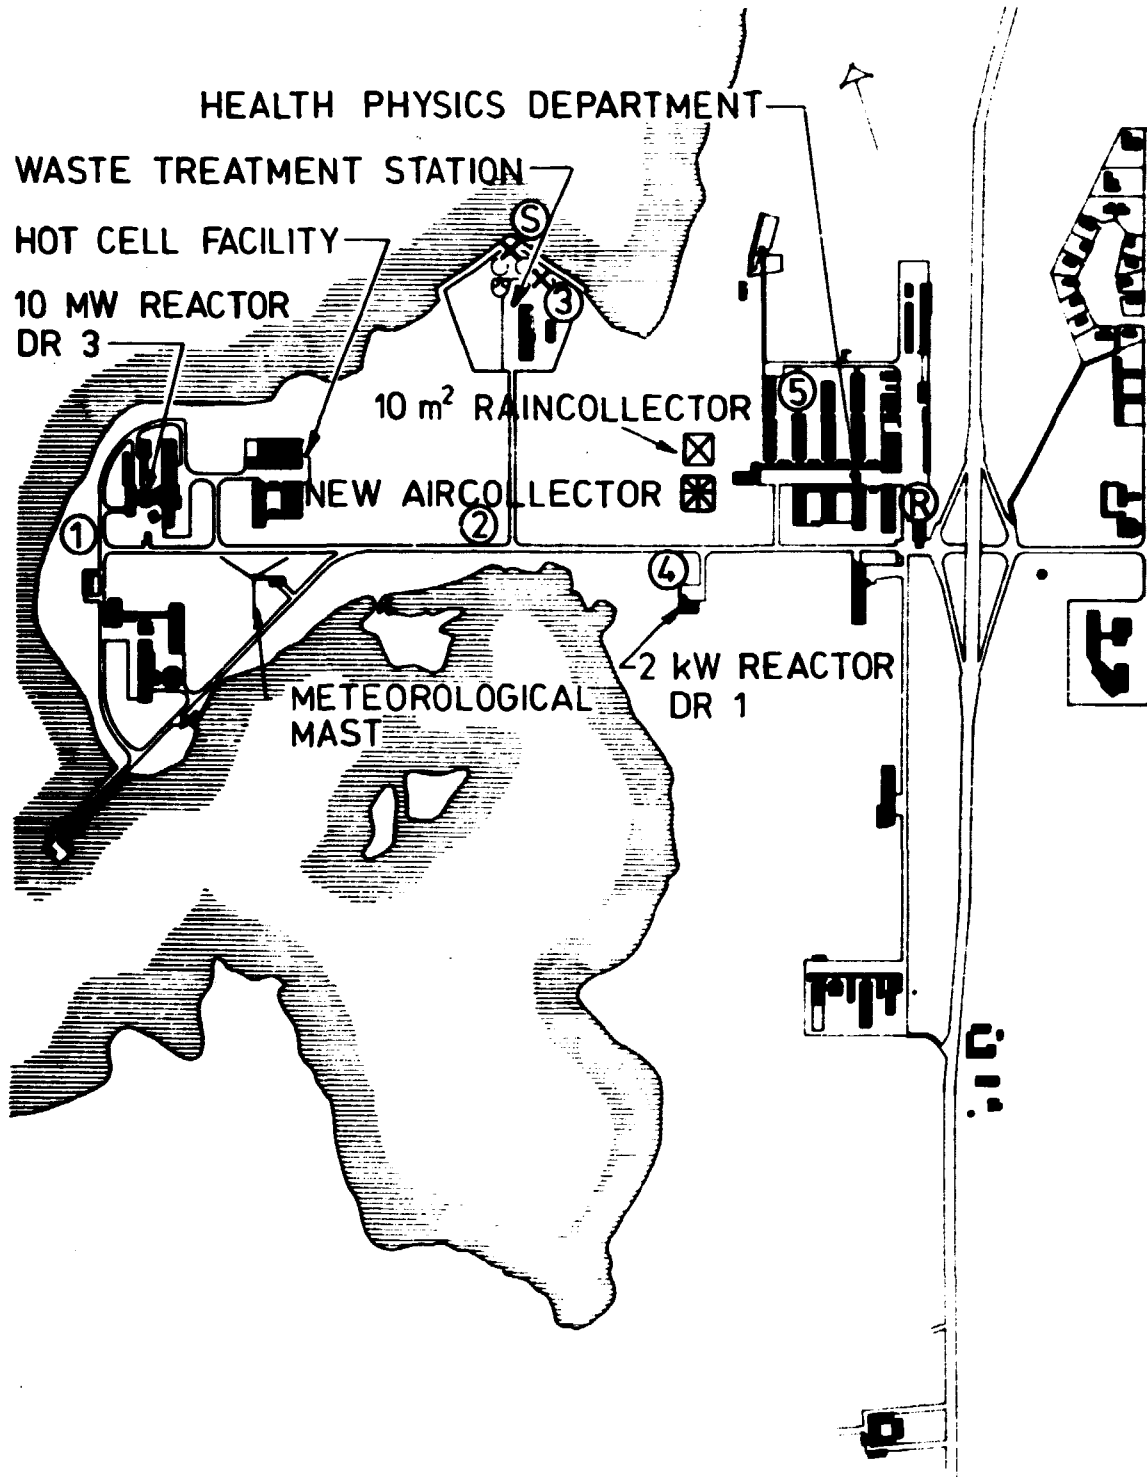 HEALTH PHYSICS DEPARTMENT
WASTE TREATMENT STATION
S
HOT CELL FACILITY
10 MW REACTOR
DR 3
3
10 m² RAINCOLLECTOR
5
NEW AIRCOLLECTOR
R
1
2
4
2 kW REACTOR
DR 1
METEOROLOGICAL
MAST